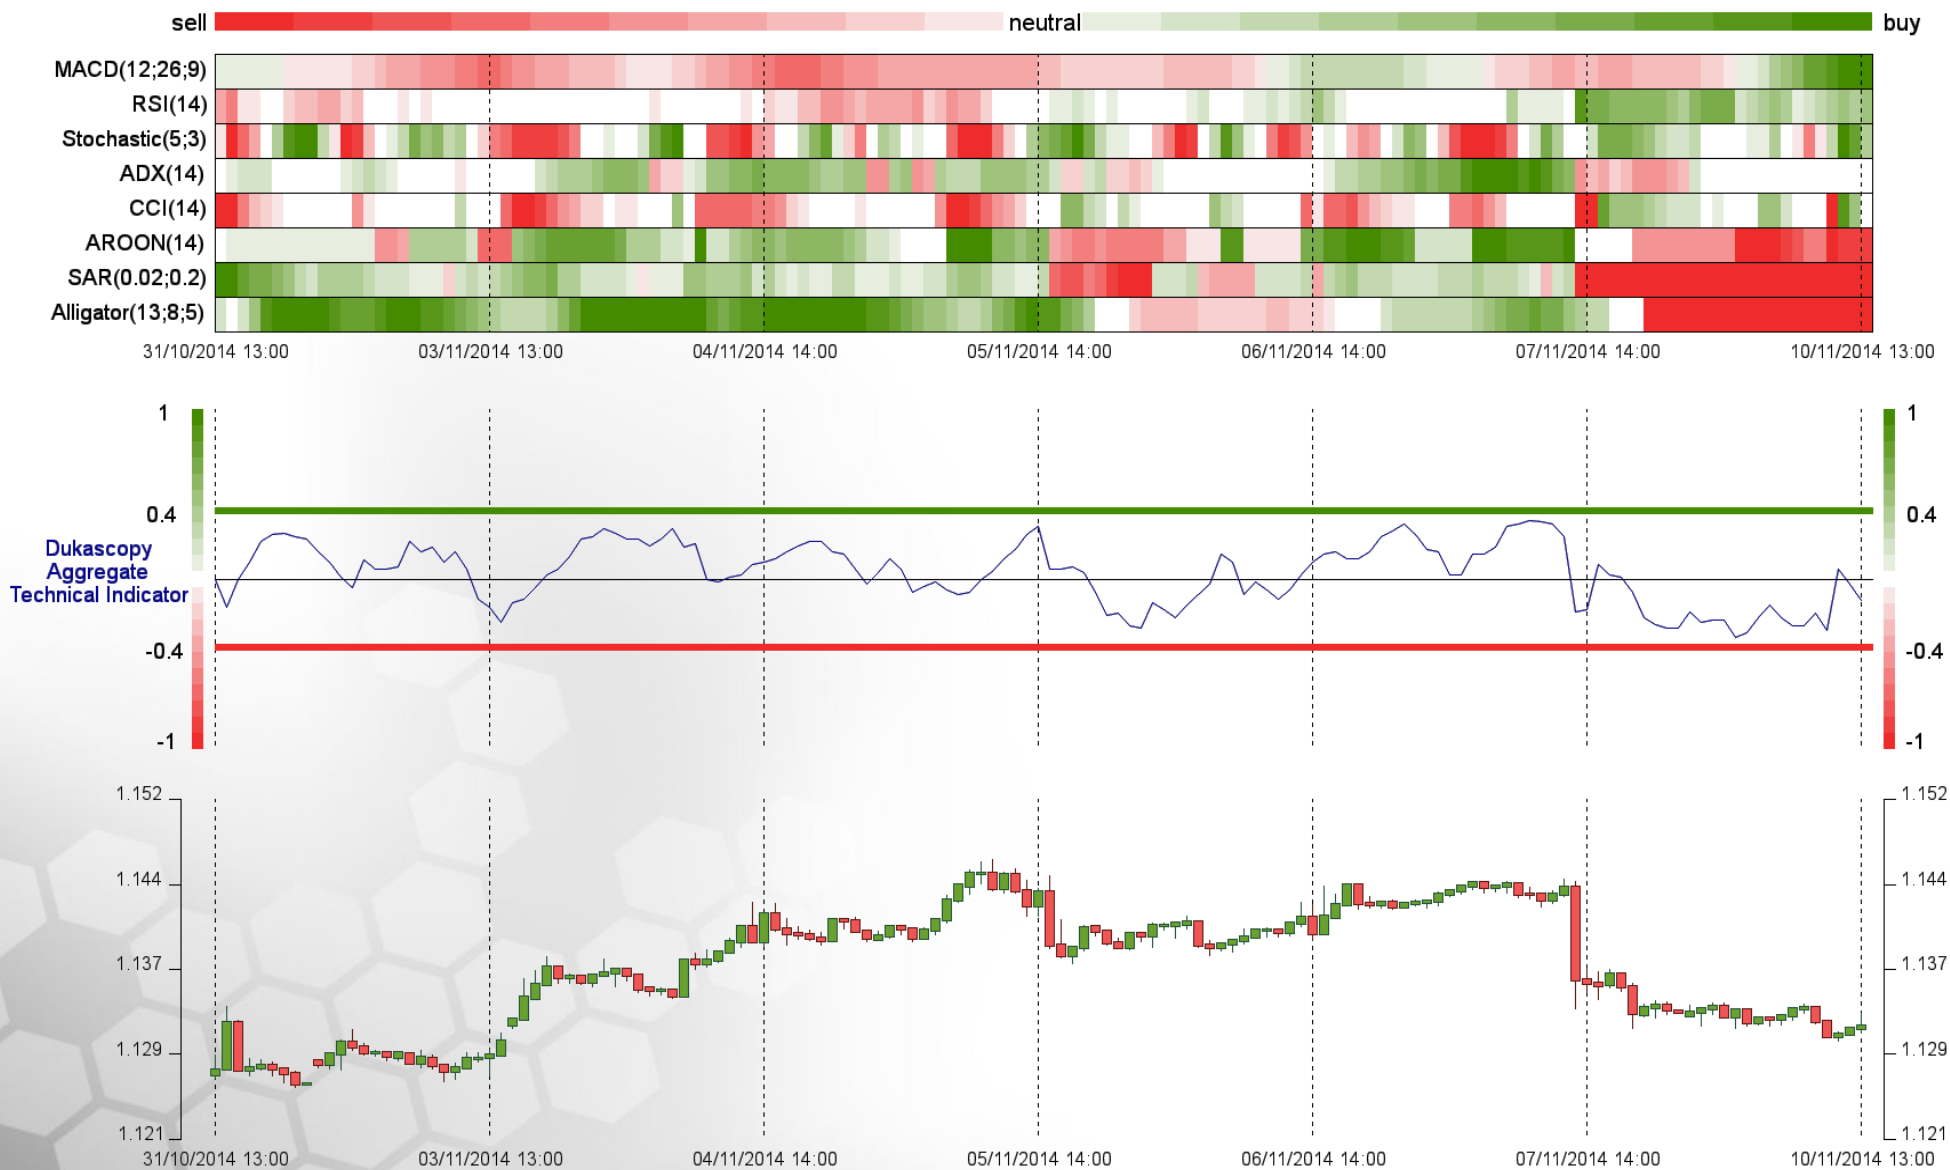 sell neutral buy
MACD(12;26;9)
RSI(14)
Stochastic(5;3)
ADX(14)
CCI(14)
AROON(14)
SAR(0.02;0.2)
Alligator(13;8;5)
31/10/2014 13:00 03/11/2014 13:00 04/11/2014 14:00 05/11/2014 14:00 06/11/2014 14:00 07/11/2014 14:00 10/11/2014 13:00
1 1
0.4 0.4
Dukascopy
Aggregate
Technical Indicator
-0.4 -0.4
-1 -1
1.152 1.152
1.144 1.144
1.137 1.137
1.129 1.129
1.121 1.121
31/10/2014 13:00 03/11/2014 13:00 04/11/2014 14:00 05/11/2014 14:00 06/11/2014 14:00 07/11/2014 14:00 10/11/2014 13:00